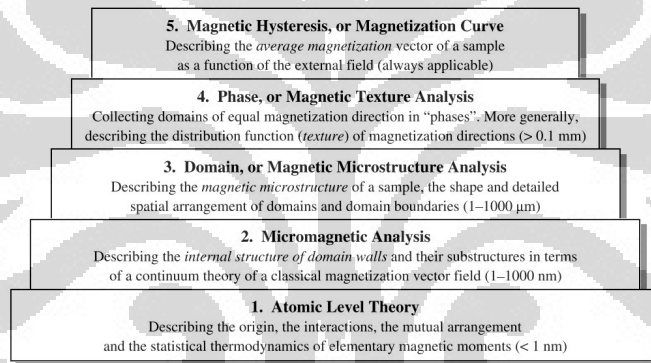 5. Magnetic Hysteresis, or Magnetization Curve
Describing the average magnetization vector of a sample
as a function of the external field (always applicable)
4. Phase, or Magnetic Texture Analysis
Collecting domains of equal magnetization direction in “phases”. More generally,
describing the distribution function (texture) of magnetization directions (> 0.1 mm)
3. Domain, or Magnetic Microstructure Analysis
Describing the magnetic microstructure of a sample, the shape and detailed
spatial arrangement of domains and domain boundaries (1–1000 µm)
2. Micromagnetic Analysis
Describing the internal structure of domain walls and their substructures in terms
of a continuum theory of a classical magnetization vector field (1–1000 nm)
1. Atomic Level Theory
Describing the origin, the interactions, the mutual arrangement
and the statistical thermodynamics of elementary magnetic moments (< 1 nm)